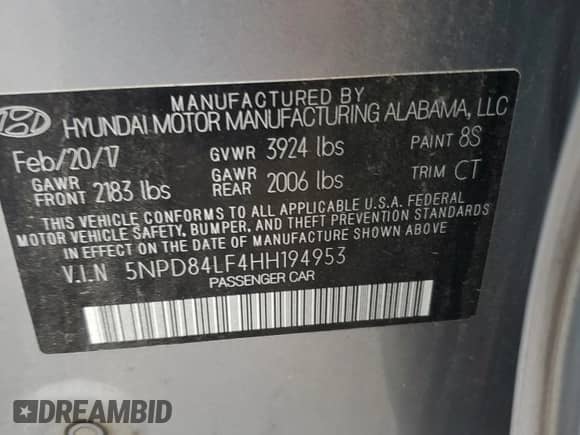 MANUFACTURED BY
HYUNDAI MOTOR MANUFACTURING ALABAMA, LLC
Feb/20/17 GVWR 3924 lbs PAINT 8S
GAWR FRONT 2183 lbs GAWR REAR 2006 lbs TRIM CT
THIS VEHICLE CONFORMS TO ALL APPLICABLE U.S.A. FEDERAL
MOTOR VEHICLE SAFETY, BUMPER, AND THEFT PREVENTION STANDARDS
IN EFFECT ON THE DATE OF MANUFACTURE SHOWN ABOVE.
V.I.N 5NPD84LF4HH194953
PASSENGER CAR
DREAMBID